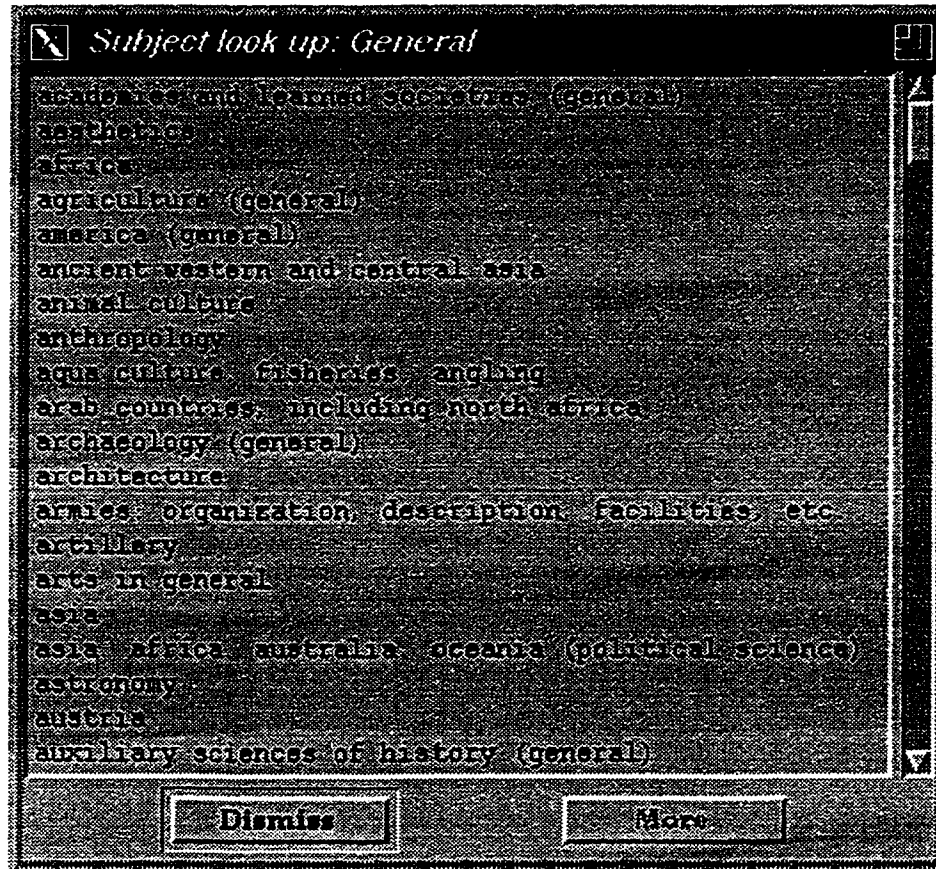 Subject look up: General
academies and learned societies (general)
aesthetics
africa
agriculture (general)
america (general)
ancient western and central asia
animal culture
anthropology
aqua culture, fisheries, angling
arab countries, including north africa
archaeology (general)
architecture
armies: organization, description, facilities, etc
artillery
arts in general
asia
asia, africa, australia, oceania (political science)
astronomy
austria
auxiliary sciences of history (general)
Dismiss
More